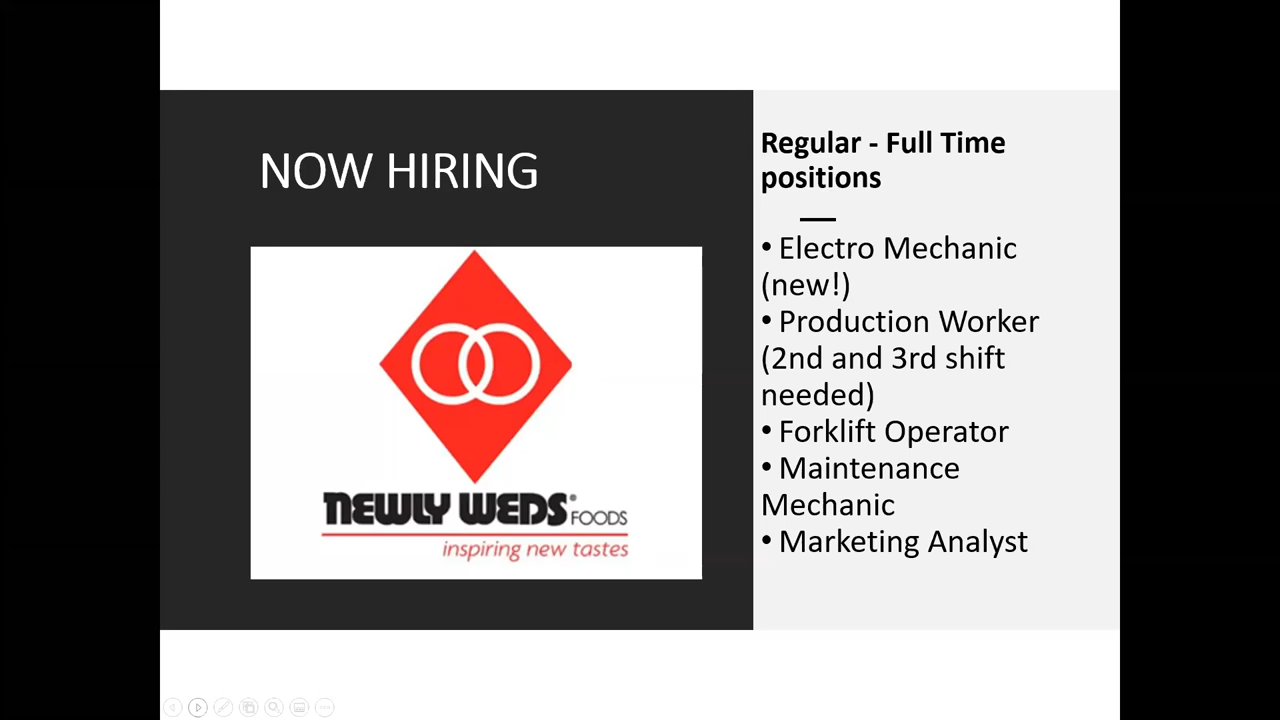 NOW HIRING
NEWLY WEDS® FOODS
inspiring new tastes
Regular - Full Time
positions
• Electro Mechanic
(new!)
• Production Worker
(2nd and 3rd shift
needed)
• Forklift Operator
• Maintenance
Mechanic
• Marketing Analyst